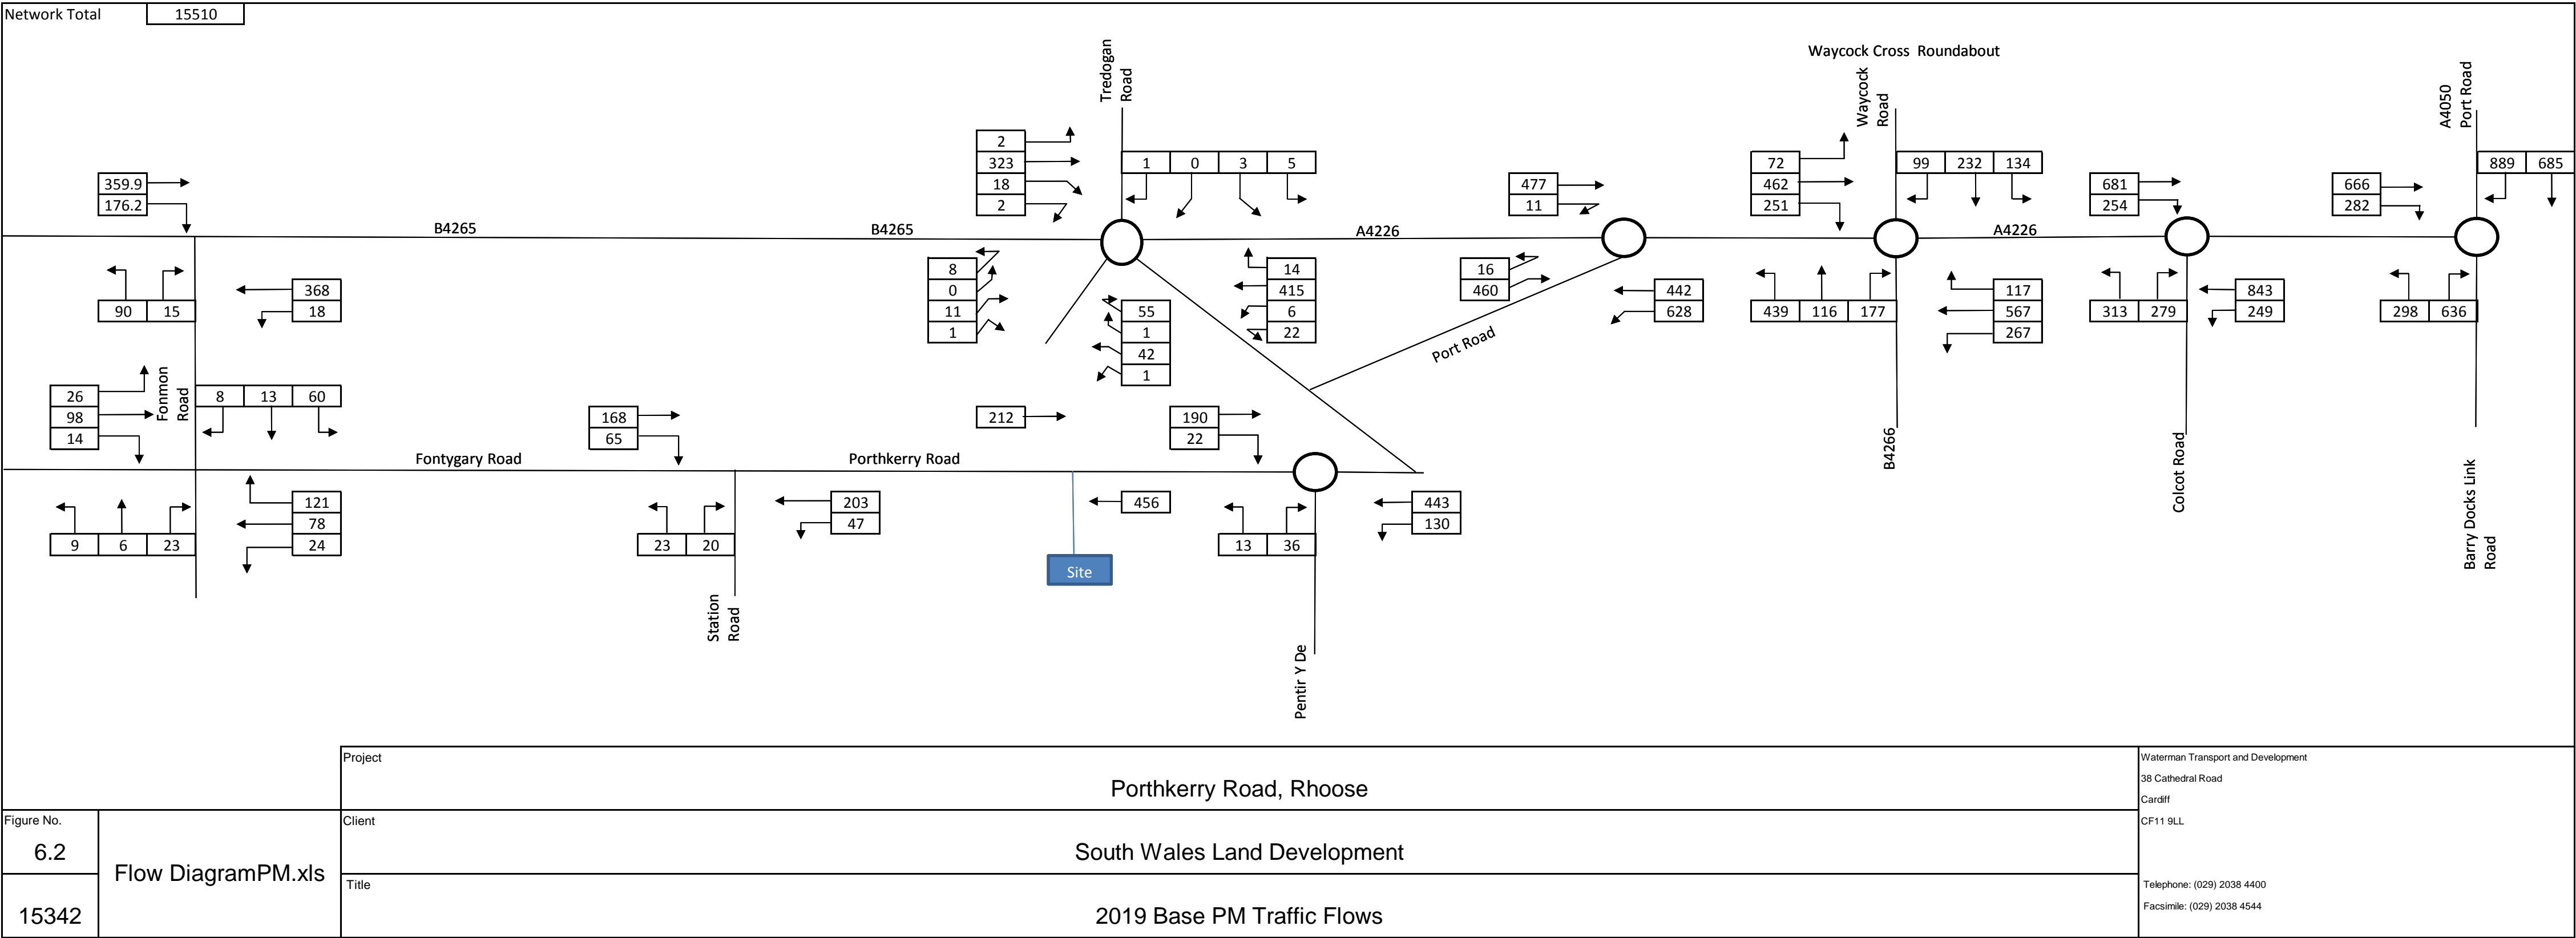 Network Total 15510
Waycock Cross Roundabout
Tredogan
Road
Waycock
Road
A4050
Port Road
2
323
18
2
1 0 3 5
359.9
176.2
477
11
72
462
251
99 232 134
681
254
666
282
889 685
B4265
B4265
A4226
A4226
90 15
368
18
8
0
11
1
55
1
42
1
14
415
6
22
16
460
442
628
Port Road
439 116 177
117
567
267
313 279
843
249
298 636
26
98
14
Fonmon
Road
8 13 60
168
65
212
190
22
B4266
Colcot Road
Barry Docks Link
Road
Fontygary Road
Porthkerry Road
9 6 23
121
78
24
23 20
203
47
456
13 36
443
130
Site
Station
Road
Pentir Y De
Project
Porthkerry Road, Rhoose
Waterman Transport and Development
38 Cathedral Road
Cardiff
CF11 9LL
Figure No.
6.2
Flow DiagramPM.xls
Client
South Wales Land Development
15342
Title
2019 Base PM Traffic Flows
Telephone: (029) 2038 4400
Facsimile: (029) 2038 4544